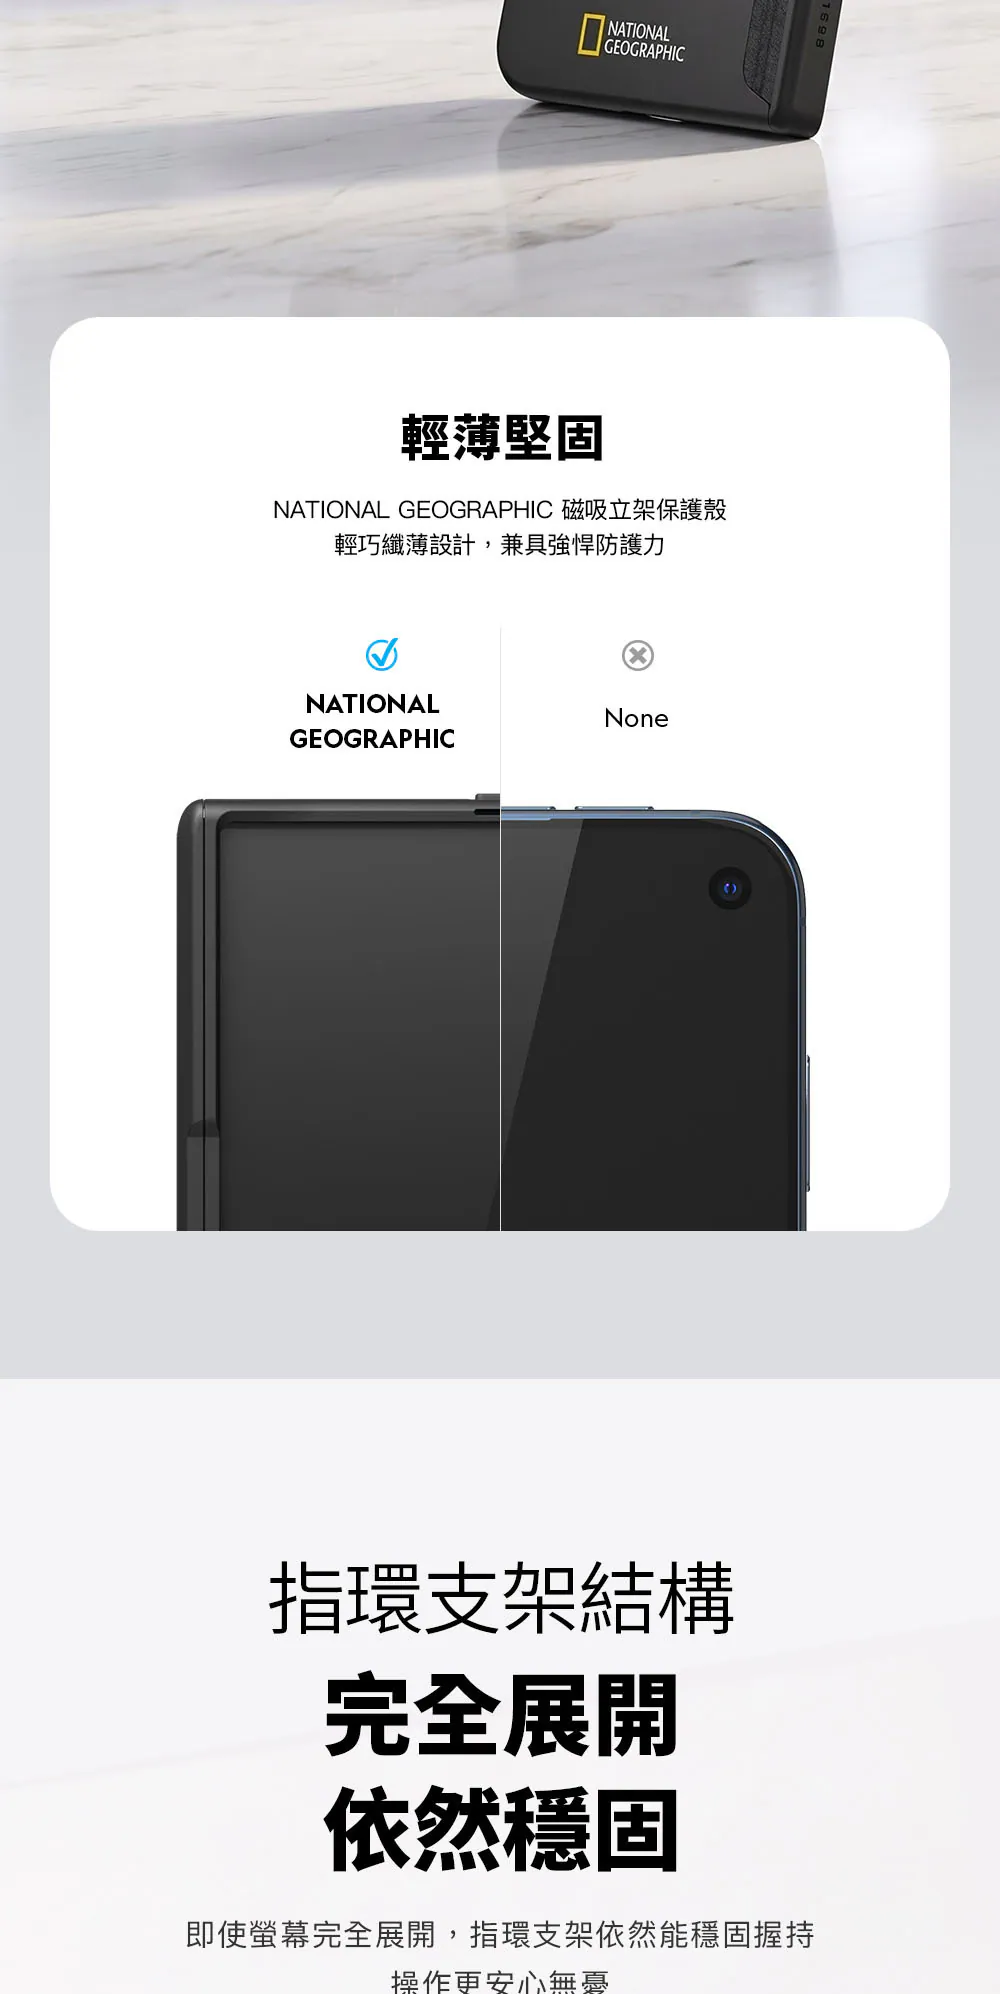 NATIONAL
GEOGRAPHIC
輕薄堅固
NATIONAL GEOGRAPHIC 磁吸立架保護殼
輕巧纖薄設計，兼具強悍防護力
NATIONAL
GEOGRAPHIC
None
指環支架結構
完全展開
依然穩固
即使螢幕完全展開，指環支架依然能穩固握持
操作更安心無憂